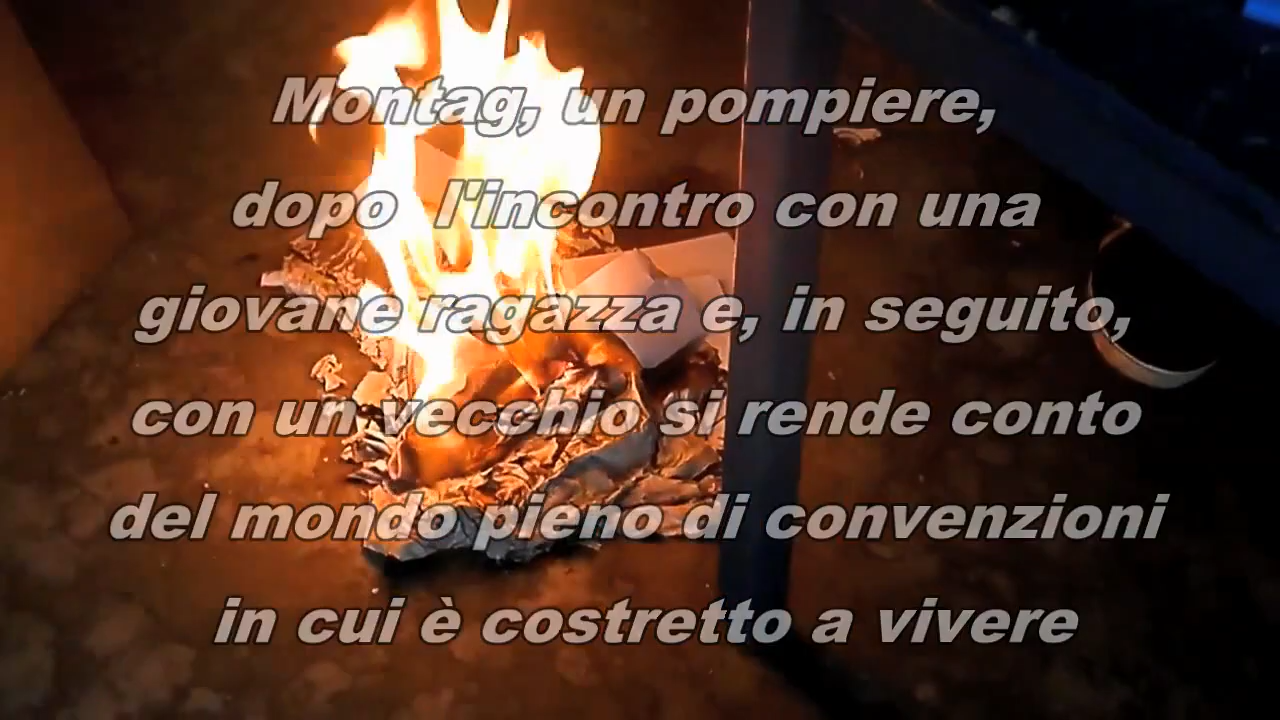 Montag, un pompiere,
dopo l'incontro con una
giovane ragazza e, in seguito,
con un vecchio si rende conto
del mondo pieno di convenzioni
in cui è costretto a vivere